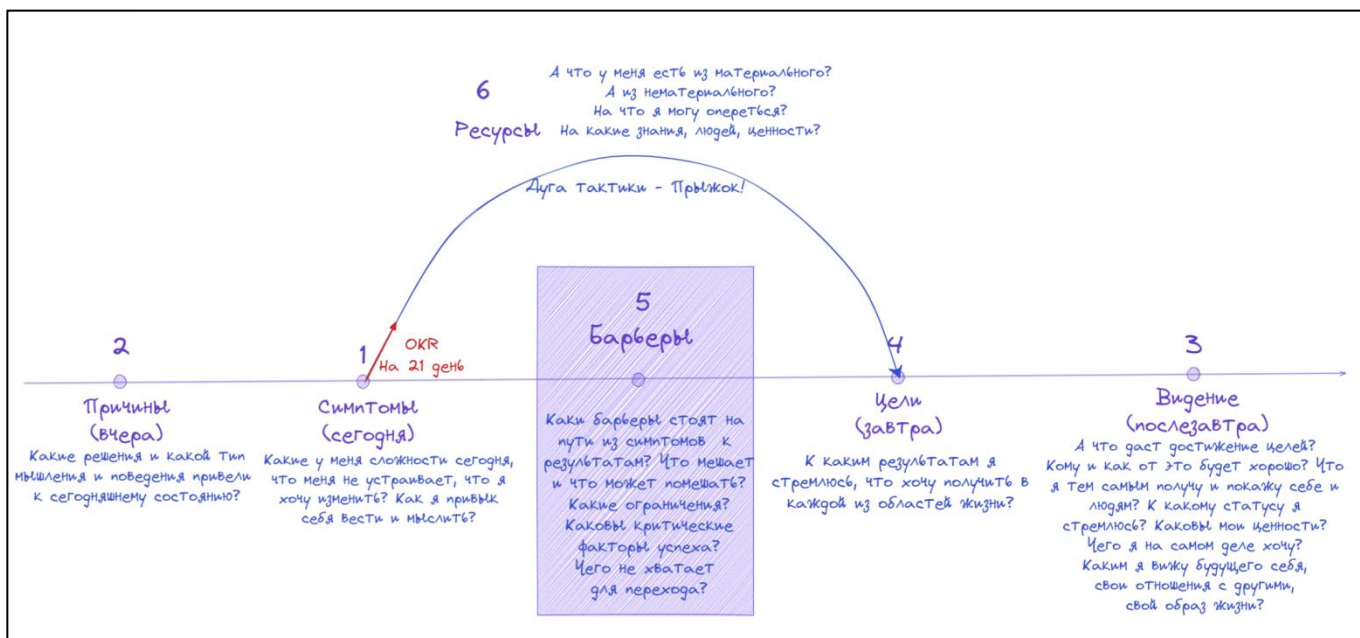 6
Ресурсы
А что у меня есть из материального?
А из нематериального?
На что я могу опереться?
На какие знания, людей, ценности?
Дуга тактики - Прыжок!
2
Причины
(вчера)
Какие решения и какой тип
мышления и поведения привели
к сегодняшнему состоянию?
1
OKR
На 21 день
Симптомы
(сегодня)
Какие у меня сложности сегодня,
что меня не устраивает, что я
хочу изменить? Как я привык
себя вести и мыслить?
5
Барьеры
Каки барьеры стоят на
пути из симптомов к
результатам? Что мешает
и что может помешать?
Какие ограничения?
Каковы критические
факторы успеха?
Чего не хватает
для перехода?
4
Цели
(завтра)
К каким результатам я
стремлюсь, что хочу получить в
каждой из областей жизни?
3
Видение
(послезавтра)
А что даст достижение целей?
Кому и как от это будет хорошо? Что
я тем самым получу и покажу себе и
людям? К какому статусу я
стремлюсь? Каковы мои ценности?
Чего я на самом деле хочу?
Каким я вижу будущего себя,
свои отношения с другими,
свой образ жизни?